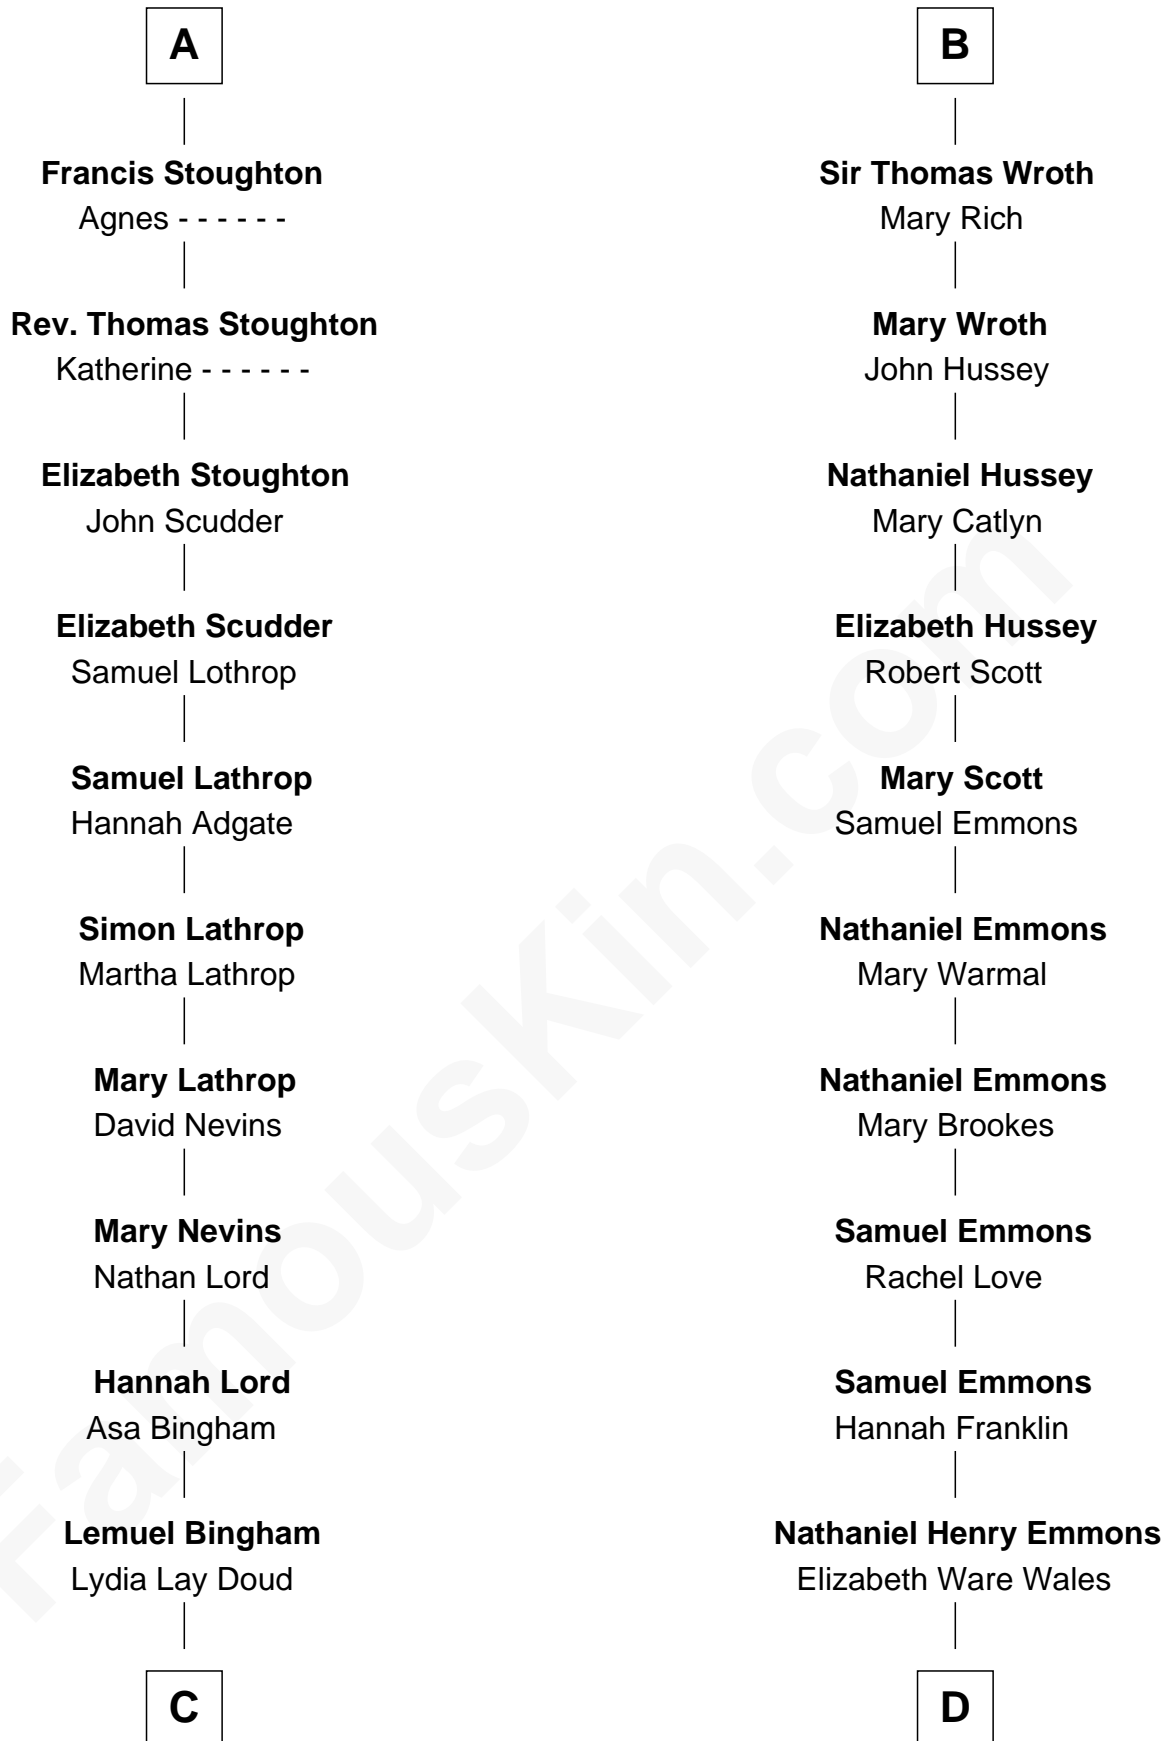 A
Francis Stoughton
Agnes - - - - - -
Rev. Thomas Stoughton
Katherine - - - - - -
Elizabeth Stoughton
John Scudder
Elizabeth Scudder
Samuel Lothrop
Samuel Lathrop
Hannah Adgate
Simon Lathrop
Martha Lathrop
Mary Lathrop
David Nevins
Mary Nevins
Nathan Lord
Hannah Lord
Asa Bingham
Lemuel Bingham
Lydia Lay Doud
C
B
Sir Thomas Wroth
Mary Rich
Mary Wroth
John Hussey
Nathaniel Hussey
Mary Catlyn
Elizabeth Hussey
Robert Scott
Mary Scott
Samuel Emmons
Nathaniel Emmons
Mary Warmal
Nathaniel Emmons
Mary Brookes
Samuel Emmons
Rachel Love
Samuel Emmons
Hannah Franklin
Nathaniel Henry Emmons
Elizabeth Ware Wales
D
FamousKin.com